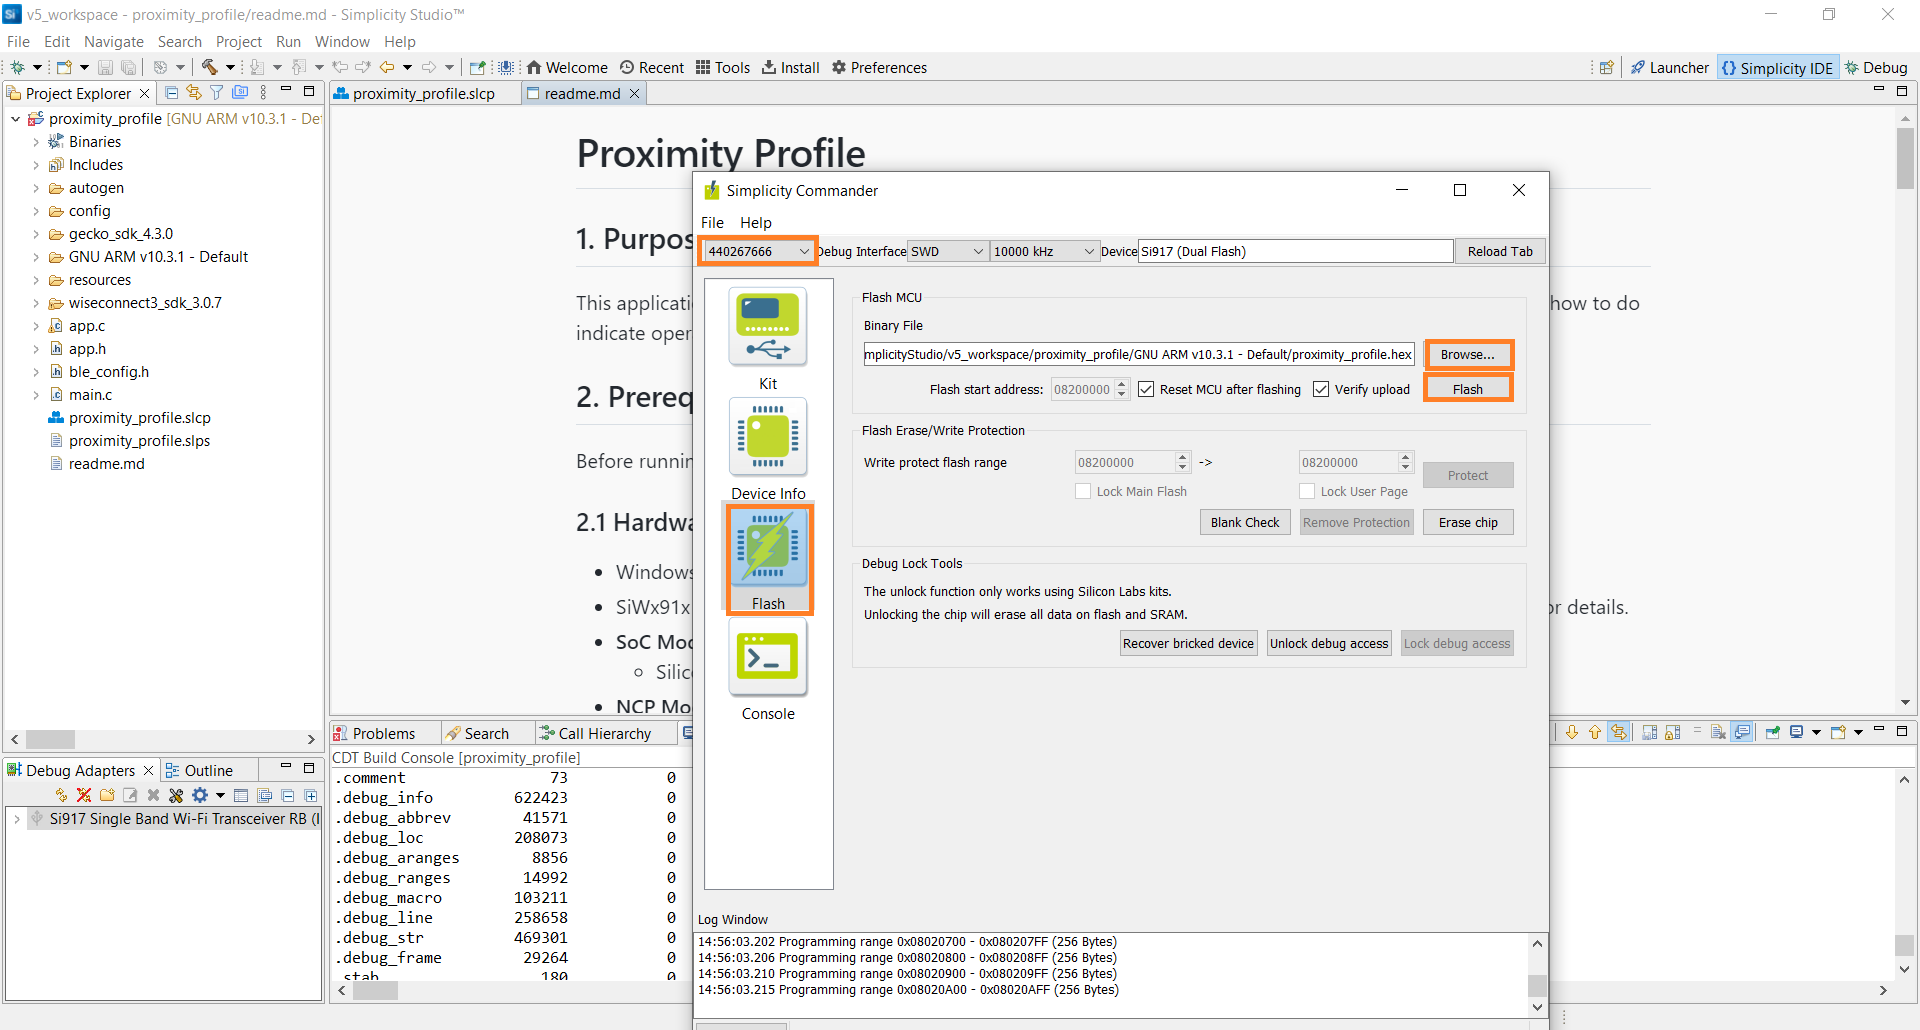 v5_workspace - proximity_profile/readme.md - Simplicity Studio™
File Edit Navigate Search Project Run Window Help
Welcome Recent Tools Install Preferences Launcher Simplicity IDE Debug
Project Explorer
proximity_profile [GNU ARM v10.3.1 - De
Binaries
Includes
autogen
config
gecko_sdk_4.3.0
GNU ARM v10.3.1 - Default
resources
wiseconnect3_sdk_3.0.7
app.c
app.h
ble_config.h
main.c
proximity_profile.slcp
proximity_profile.slps
readme.md
Debug Adapters Outline
Si917 Single Band Wi-Fi Transceiver RB (
proximity_profile.slcp readme.md
Proximity Profile
1. Purpos
This applicati how to do
indicate oper
2. Prereq
Before runnin
2.1 Hardwa
Windows
SiWx91x or details.
SoC Mod
Silic
NCP Mo
Simplicity Commander
File Help
440267666 Debug Interface SWD 10000 kHz Device Si917 (Dual Flash) Reload Tab
Kit
Device Info
Flash
Console
Flash MCU
Binary File
mplicityStudio/v5_workspace/proximity_profile/GNU ARM v10.3.1 - Default/proximity_profile.hex Browse...
Flash start address: 08200000 Reset MCU after flashing Verify upload Flash
Flash Erase/Write Protection
Write protect flash range 08200000 -> 08200000 Protect
Lock Main Flash Lock User Page
Blank Check Remove Protection Erase chip
Debug Lock Tools
The unlock function only works using Silicon Labs kits.
Unlocking the chip will erase all data on flash and SRAM.
Recover bricked device Unlock debug access Lock debug access
Log Window
14:56:03.202 Programming range 0x08020700 - 0x080207FF (256 Bytes)
14:56:03.206 Programming range 0x08020800 - 0x080208FF (256 Bytes)
14:56:03.210 Programming range 0x08020900 - 0x080209FF (256 Bytes)
14:56:03.215 Programming range 0x08020A00 - 0x08020AFF (256 Bytes)
Problems Search Call Hierarchy
CDT Build Console [proximity_profile]
.comment 73 0
.debug_info 622423 0
.debug_abbrev 41571 0
.debug_loc 208073 0
.debug_aranges 8856 0
.debug_ranges 14992 0
.debug_macro 103211 0
.debug_line 258658 0
.debug_str 469301 0
.debug_frame 29264 0
.stab 180 0